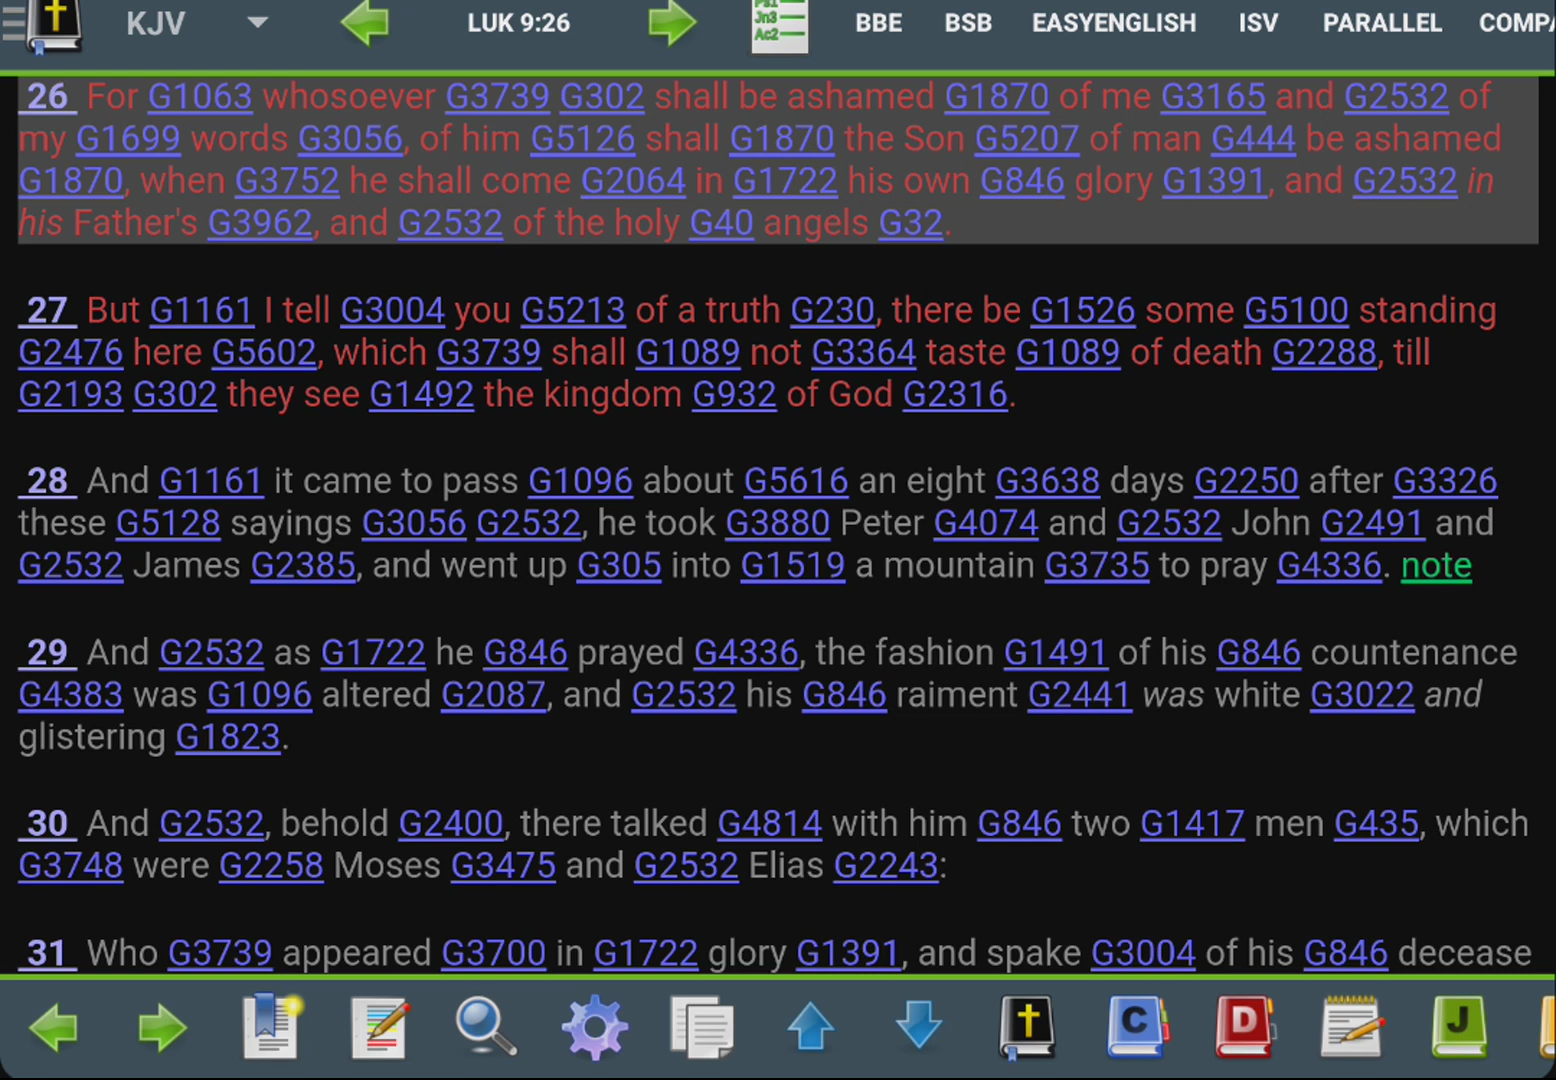 KJV LUK 9:26 Jn3 Ac2 BBE BSB EASYENGLISH ISV PARALLEL
26 For G1063 whosoever G3739 G302 shall be ashamed G1870 of me G3165 and G2532 of
my G1699 words G3056, of him G5126 shall G1870 the Son G5207 of man G444 be ashamed
G1870, when G3752 he shall come G2064 in G1722 his own G846 glory G1391, and G2532 in
his Father's G3962, and G2532 of the holy G40 angels G32.
27 But G1161 I tell G3004 you G5213 of a truth G230, there be G1526 some G5100 standing
G2476 here G5602, which G3739 shall G1089 not G3364 taste G1089 of death G2288, till
G2193 G302 they see G1492 the kingdom G932 of God G2316.
28 And G1161 it came to pass G1096 about G5616 an eight G3638 days G2250 after G3326
these G5128 sayings G3056 G2532, he took G3880 Peter G4074 and G2532 John G2491 and
G2532 James G2385, and went up G305 into G1519 a mountain G3735 to pray G4336. note
29 And G2532 as G1722 he G846 prayed G4336, the fashion G1491 of his G846 countenance
G4383 was G1096 altered G2087, and G2532 his G846 raiment G2441 was white G3022 and
glistering G1823.
30 And G2532, behold G2400, there talked G4814 with him G846 two G1417 men G435, which
G3748 were G2258 Moses G3475 and G2532 Elias G2243:
31 Who G3739 appeared G3700 in G1722 glory G1391, and spake G3004 of his G846 decease
C D J